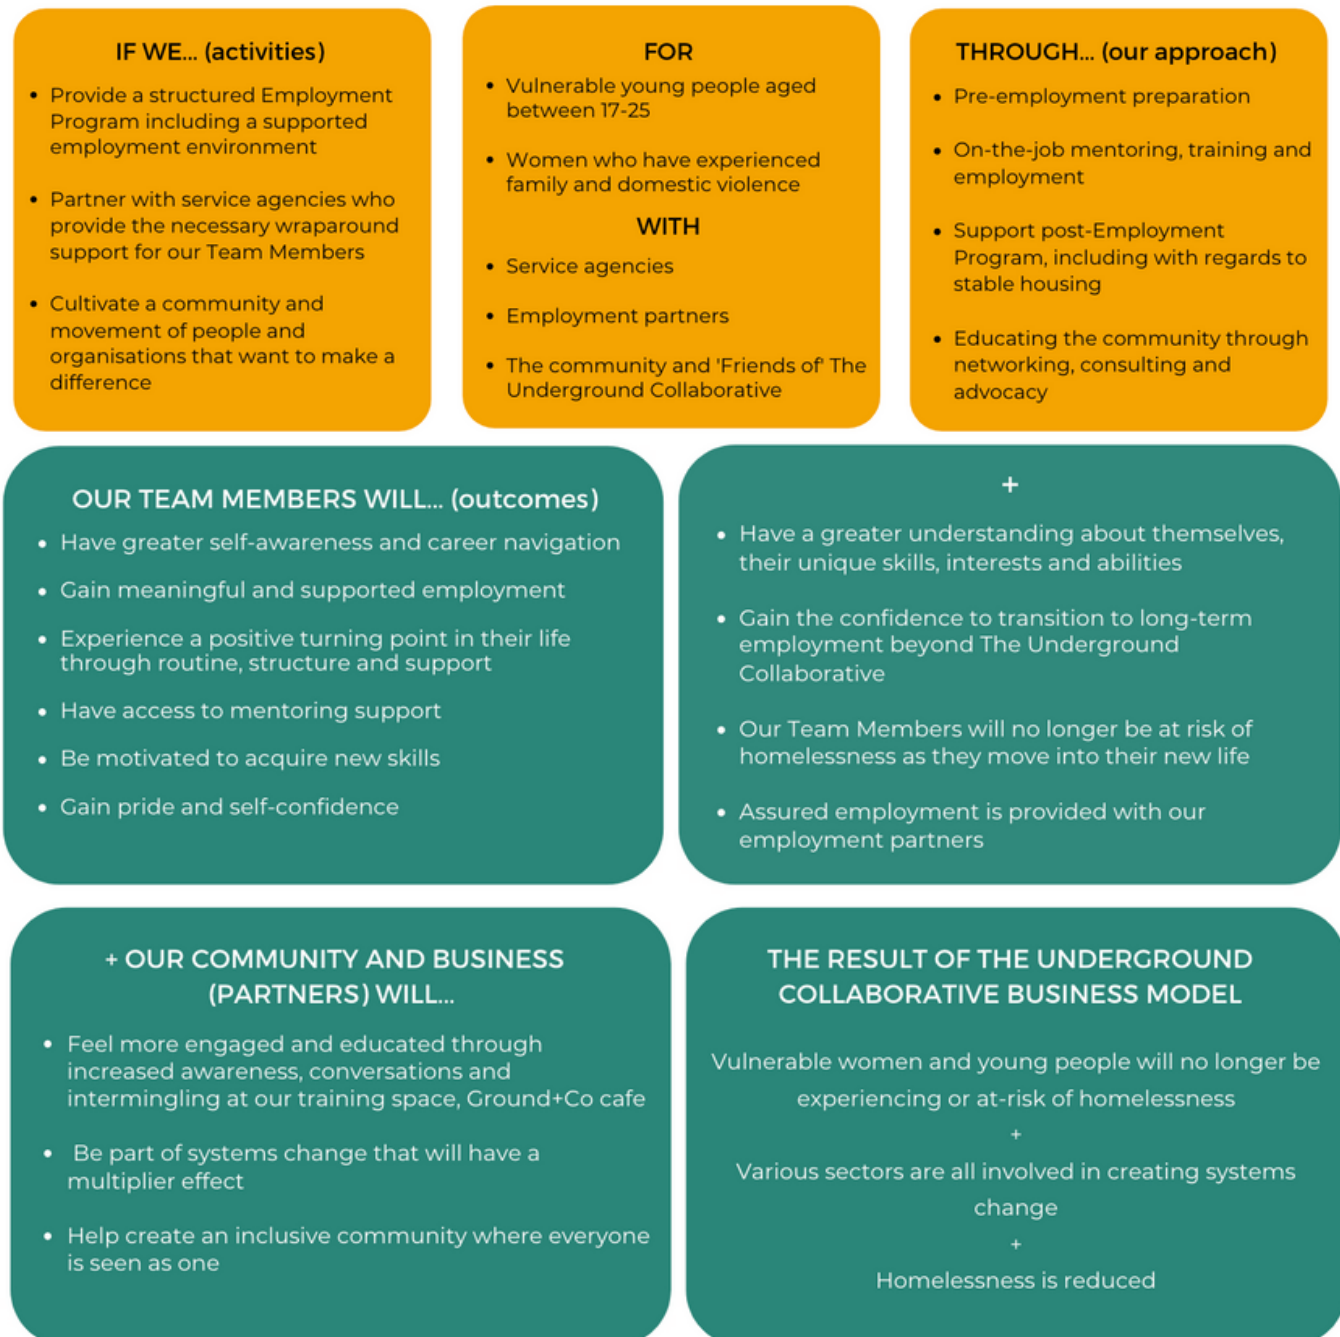 IF WE... (activities)
• Provide a structured Employment
Program including a supported
employment environment
• Partner with service agencies who
provide the necessary wraparound
support for our Team Members
• Cultivate a community and
movement of people and
organisations that want to make a
difference
FOR
• Vulnerable young people aged
between 17-25
• Women who have experienced
family and domestic violence
WITH
• Service agencies
• Employment partners
• The community and 'Friends of' The
Underground Collaborative
THROUGH... (our approach)
• Pre-employment preparation
• On-the-job mentoring, training and
employment
• Support post-Employment
Program, including with regards to
stable housing
• Educating the community through
networking, consulting and
advocacy
OUR TEAM MEMBERS WILL... (outcomes)
• Have greater self-awareness and career navigation
• Gain meaningful and supported employment
• Experience a positive turning point in their life
through routine, structure and support
• Have access to mentoring support
• Be motivated to acquire new skills
• Gain pride and self-confidence
+
• Have a greater understanding about themselves,
their unique skills, interests and abilities
• Gain the confidence to transition to long-term
employment beyond The Underground
Collaborative
• Our Team Members will no longer be at risk of
homelessness as they move into their new life
• Assured employment is provided with our
employment partners
+ OUR COMMUNITY AND BUSINESS
(PARTNERS) WILL...
• Feel more engaged and educated through
increased awareness, conversations and
intermingling at our training space, Ground+Co cafe
• Be part of systems change that will have a
multiplier effect
• Help create an inclusive community where everyone
is seen as one
THE RESULT OF THE UNDERGROUND
COLLABORATIVE BUSINESS MODEL
Vulnerable women and young people will no longer be
experiencing or at-risk of homelessness
+
Various sectors are all involved in creating systems
change
+
Homelessness is reduced